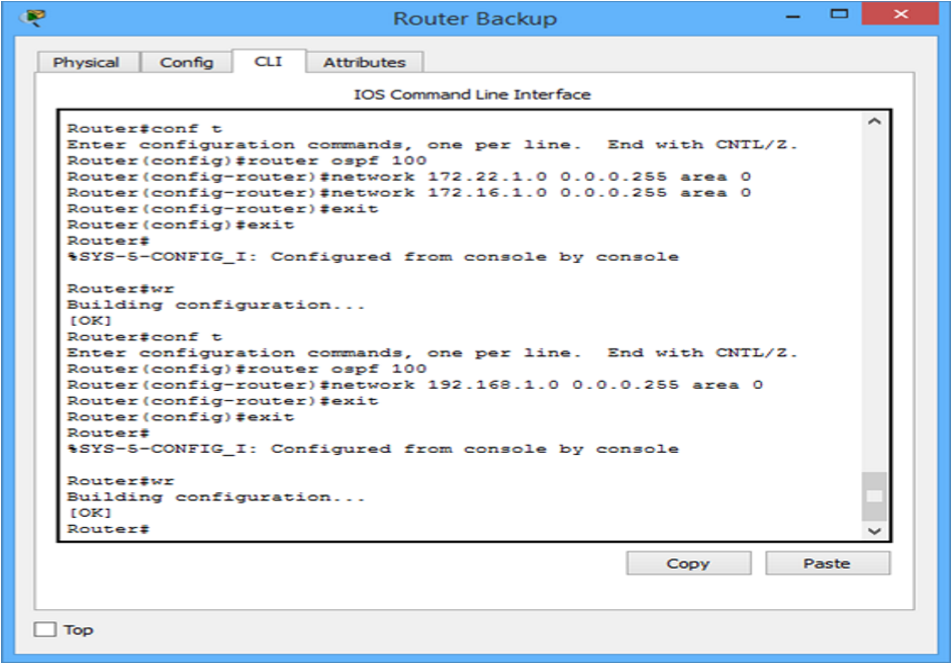 Router Backup
Physical Config CLI Attributes
IOS Command Line Interface
Router#conf t
Enter configuration commands, one per line.  End with CNTL/Z.
Router(config)#router ospf 100
Router(config-router)#network 172.22.1.0 0.0.0.255 area 0
Router(config-router)#network 172.16.1.0 0.0.0.255 area 0
Router(config-router)#exit
Router(config)#exit
Router#
%SYS-5-CONFIG_I: Configured from console by console
Router#wr
Building configuration...
[OK]
Router#conf t
Enter configuration commands, one per line.  End with CNTL/Z.
Router(config)#router ospf 100
Router(config-router)#network 192.168.1.0 0.0.0.255 area 0
Router(config-router)#exit
Router(config)#exit
Router#
%SYS-5-CONFIG_I: Configured from console by console
Router#wr
Building configuration...
[OK]
Router#
Copy Paste
Top